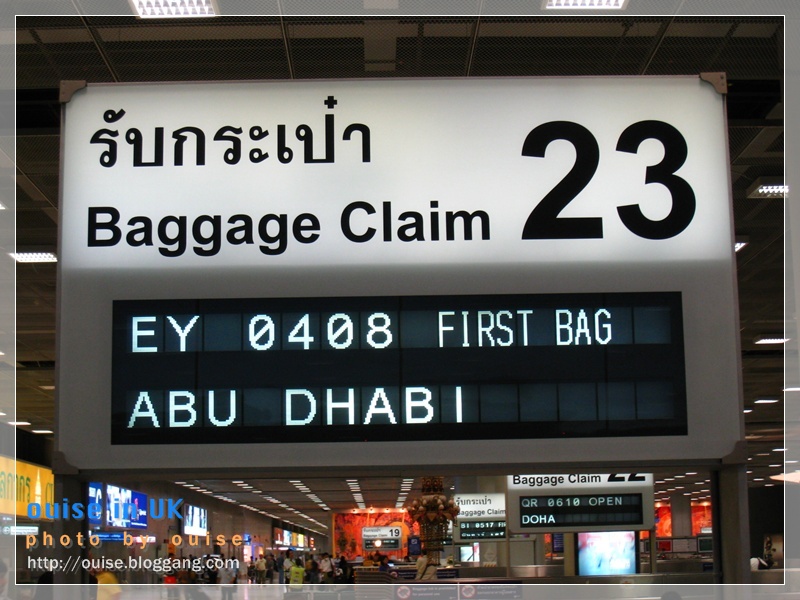 รับกระเป๋า
Baggage Claim
23
EY 0408 FIRST BAG
ABU DHABI
Baggage Claim 22
QR 0610 OPEN
DOHA
รับกระเป๋า
Baggage Claim
19
ouise in UK
photo by ouise
http://ouise.bloggang.com